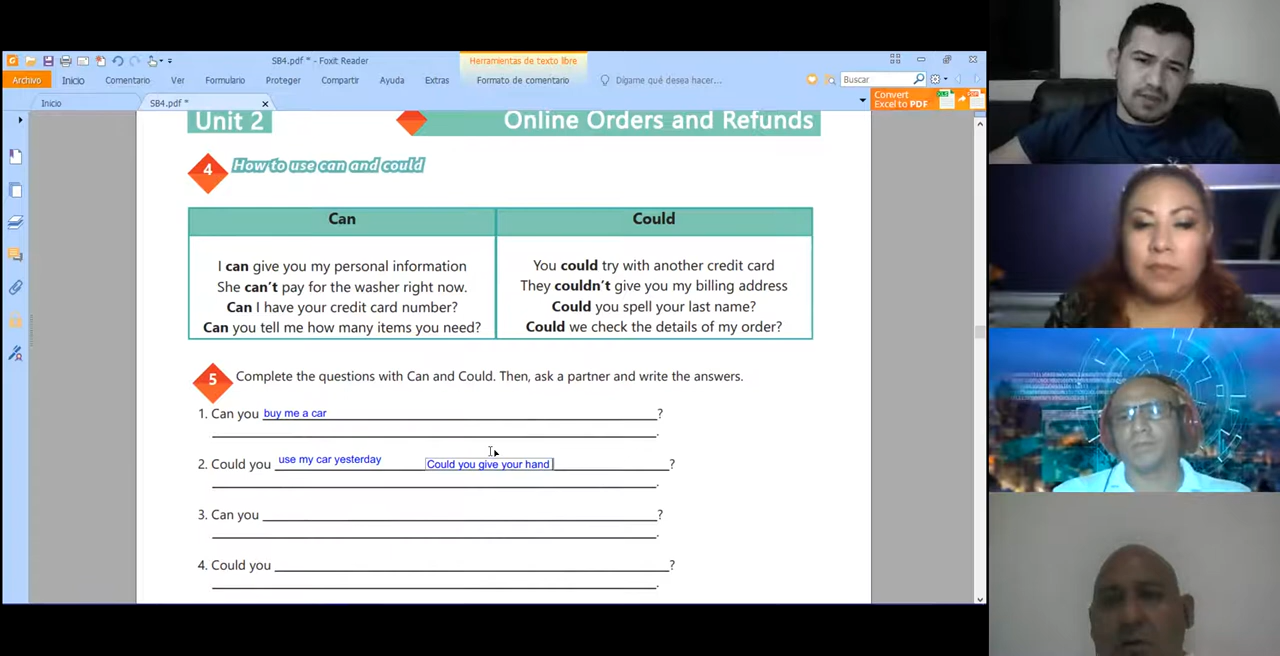 SB4.pdf * - Foxit Reader
Herramientas de texto libre
Archivo Inicio Comentario Ver Formulario Proteger Compartir Ayuda Extras Formato de comentario Dígame qué desea hacer... Buscar
Inicio SB4.pdf *
Convert
Excel to PDF
Unit 2 Online Orders and Refunds
4 How to use can and could
Can Could
I can give you my personal information You could try with another credit card
She can't pay for the washer right now. They couldn't give you my billing address
Can I have your credit card number? Could you spell your last name?
Can you tell me how many items you need? Could we check the details of my order?
5 Complete the questions with Can and Could. Then, ask a partner and write the answers.
1. Can you buy me a car ?
.
2. Could you use my car yesterday Could you give your hand ?
.
3. Can you ?
.
4. Could you ?
.